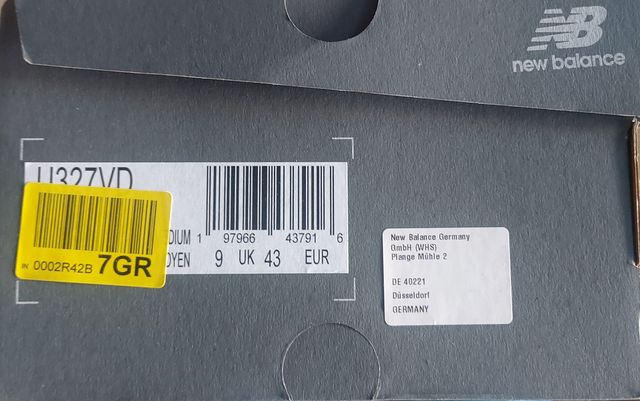 new balance
U327VD
DIUM 1 97966 43791 6
OYEN 9 UK 43 EUR
IN 0002R42B 7GR
New Balance Germany
GmbH (WHS)
Plange Mühle 2
DE 40221
Düsseldorf
GERMANY